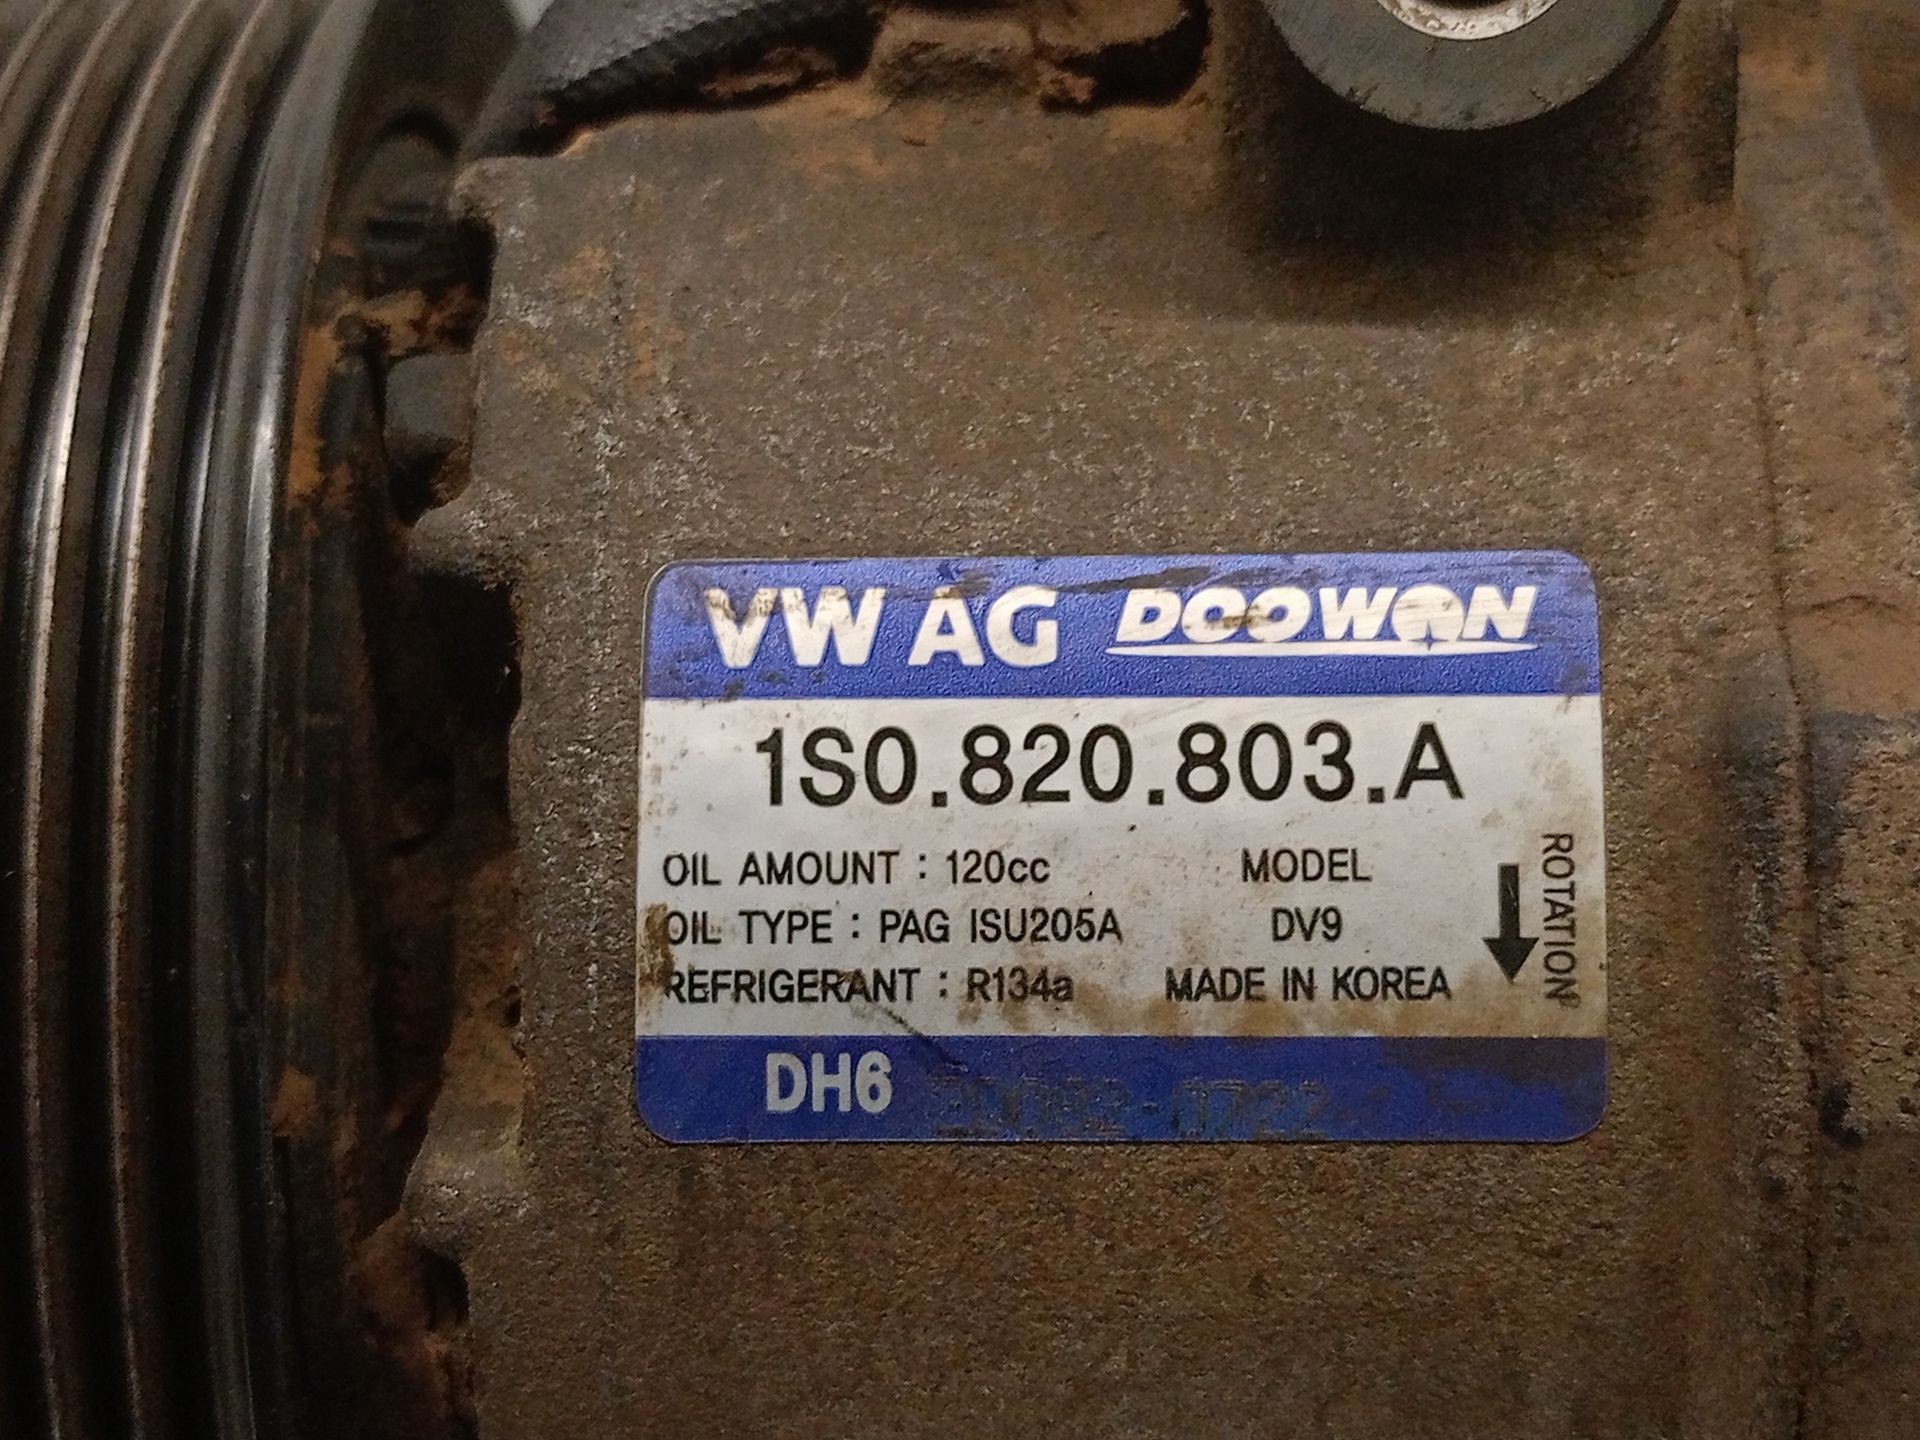 VW AG DOOWON
1S0.820.803.A
OIL AMOUNT : 120cc MODEL
OIL TYPE : PAG ISU205A DV9
REFRIGERANT : R134a MADE IN KOREA
ROTATION
DH6